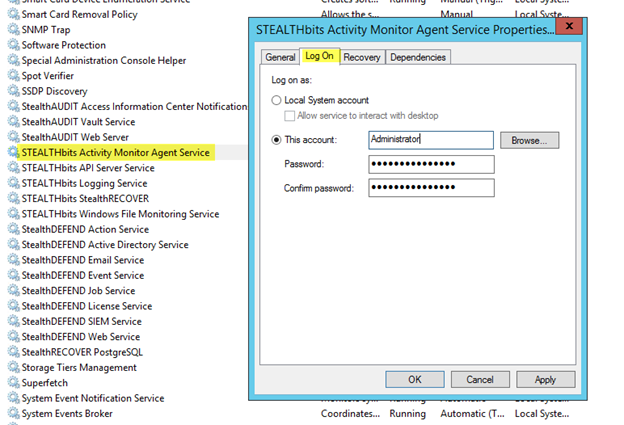 Smart Card Device Enumeration Service
Creates Soft... Running Manual (Trig... Local Syste...
Smart Card Removal Policy
Allows the s... Manual Local Syste...
SNMP Trap
Software Protection
Special Administration Console Helper
Spot Verifier
SSDP Discovery
StealthAUDIT Access Information Center Notification
StealthAUDIT Vault Service
StealthAUDIT Web Server
STEALTHbits Activity Monitor Agent Service
STEALTHbits API Server Service
STEALTHbits Logging Service
STEALTHbits StealthRECOVER
STEALTHbits Windows File Monitoring Service
StealthDEFEND Action Service
StealthDEFEND Active Directory Service
StealthDEFEND Email Service
StealthDEFEND Event Service
StealthDEFEND Job Service
StealthDEFEND License Service
StealthDEFEND SIEM Service
StealthDEFEND Web Service
StealthRECOVER PostgreSQL
Storage Tiers Management
Superfetch
System Event Notification Service
Monitors sy... Running Automatic Local Syste...
System Events Broker
Coordinates... Running Automatic (T... Local Syste...
STEALTHbits Activity Monitor Agent Service Properties...
x
General Log On Recovery Dependencies
Log on as:
Local System account
Allow service to interact with desktop
This account: Administrator Browse...
Password: ●●●●●●●●●●●●●●●
Confirm password: ●●●●●●●●●●●●●●●
OK Cancel Apply